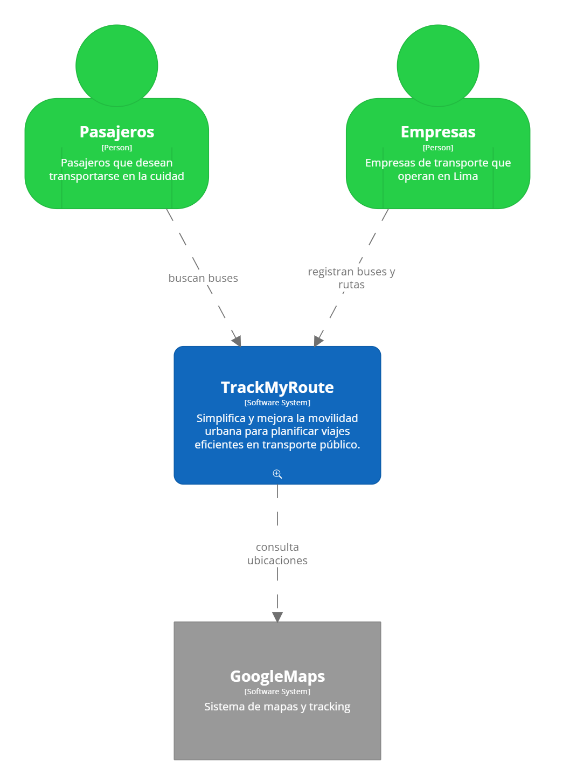 Pasajeros
[Person]
Pasajeros que desean
transportarse en la cuidad
Empresas
[Person]
Empresas de transporte que
operan en Lima
buscan buses
registran buses y
rutas
TrackMyRoute
[Software System]
Simplifica y mejora la movilidad
urbana para planificar viajes
eficientes en transporte público.
consulta
ubicaciones
GoogleMaps
[Software System]
Sistema de mapas y tracking